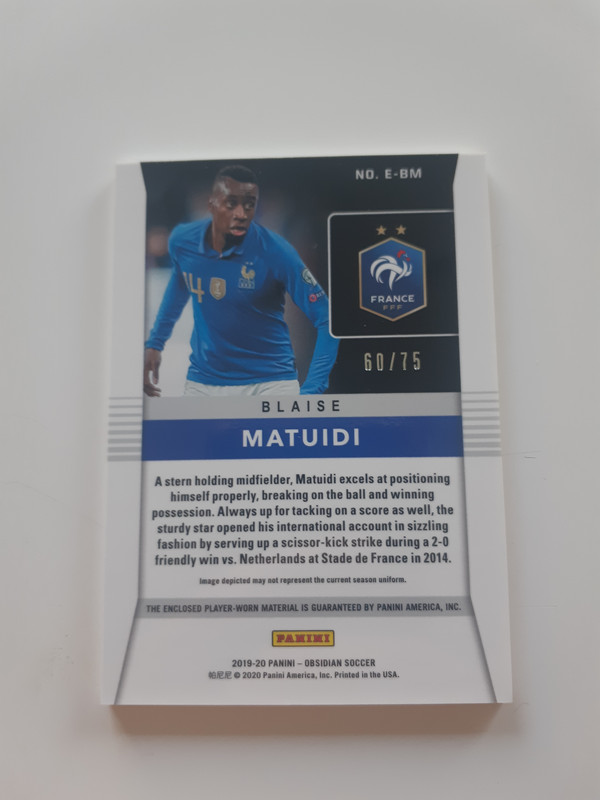 NO. E-BM
14
FRANCE
FFF
60/75
BLAISE
MATUIDI
A stern holding midfielder, Matuidi excels at positioning
himself properly, breaking on the ball and winning
possession. Always up for tacking on a score as well, the
sturdy star opened his international account in sizzling
fashion by serving up a scissor-kick strike during a 2-0
friendly win vs. Netherlands at Stade de France in 2014.
Image depicted may not represent the current season uniform.
THE ENCLOSED PLAYER-WORN MATERIAL IS GUARANTEED BY PANINI AMERICA, INC.
PANINI
2019-20 PANINI – OBSIDIAN SOCCER
帕尼尼 © 2020 Panini America, Inc. Printed in the USA.